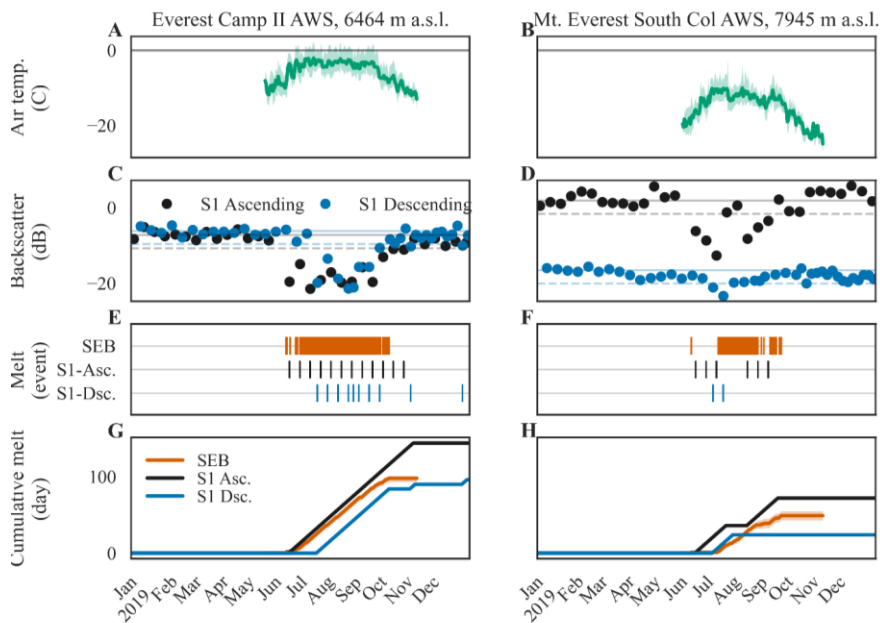 Everest Camp II AWS, 6464 m a.s.l.
Mt. Everest South Col AWS, 7945 m a.s.l.
A
B
Air temp.
(C)
0
−20
C
D
Backscatter
(dB)
0
−20
S1 Ascending
S1 Descending
E
F
Melt
(event)
SEB
S1-Asc.
S1-Dsc.
G
H
Cumulative melt
(day)
100
0
SEB
S1 Asc.
S1 Dsc.
Jan
2019
Feb
Mar
Apr
May
Jun
Jul
Aug
Sep
Oct
Nov
Dec
Jan
2019
Feb
Mar
Apr
May
Jun
Jul
Aug
Sep
Oct
Nov
Dec